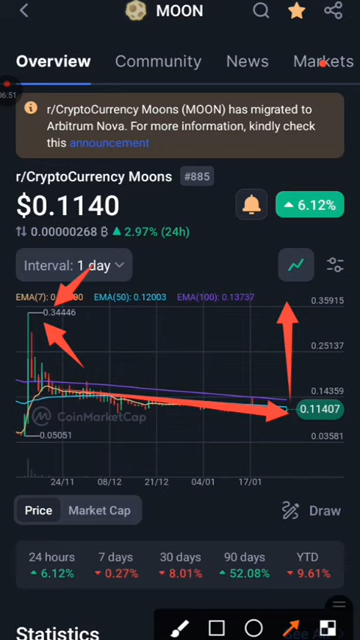 MOON
Overview Community News Markets
06:51
r/CryptoCurrency Moons (MOON) has migrated to
Arbitrum Nova. For more information, kindly check
this announcement
r/CryptoCurrency Moons #885
$0.1140
6.12%
0.00000268 ₿ 2.97% (24h)
Interval: 1 day
EMA(50): 0.12003 EMA(100): 0.13737
EMA(7):
0.35915
0.34446
0.25137
0.14359
0.11407
CoinMarketCap
0.05051
0.03581
24/11 08/12 21/12 04/01 17/01
Price Market Cap Draw
24 hours 7 days 30 days 90 days YTD
6.12% 0.27% 8.01% 52.08% 9.61%
Statistics